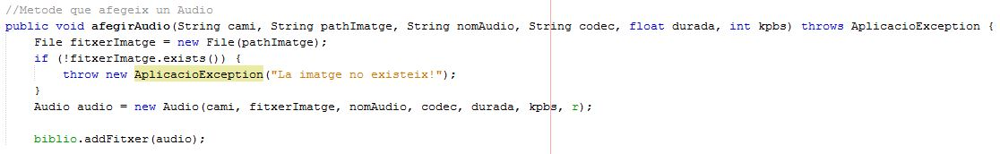 //Metode que afegeix un Audio
public void afegirAudio(String cami, String pathImatge, String nomAudio, String codec, float durada, int kpbs) throws AplicacioException {
File fitxerImatge = new File(pathImatge);
if (!fitxerImatge.exists()) {
throw new AplicacioException("La imatge no existeix!");
}
Audio audio = new Audio(cami, fitxerImatge, nomAudio, codec, durada, kpbs, r);
biblio.addFitxer(audio);